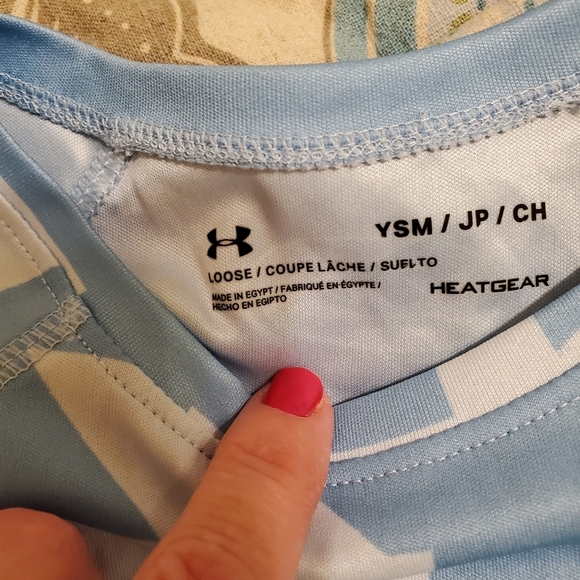 YSM / JP / CH
LOOSE / COUPE LÂCHE / SUELTO
MADE IN EGYPT / FABRIQUÉ EN ÉGYPTE /
HECHO EN EGIPTO
HEATGEAR